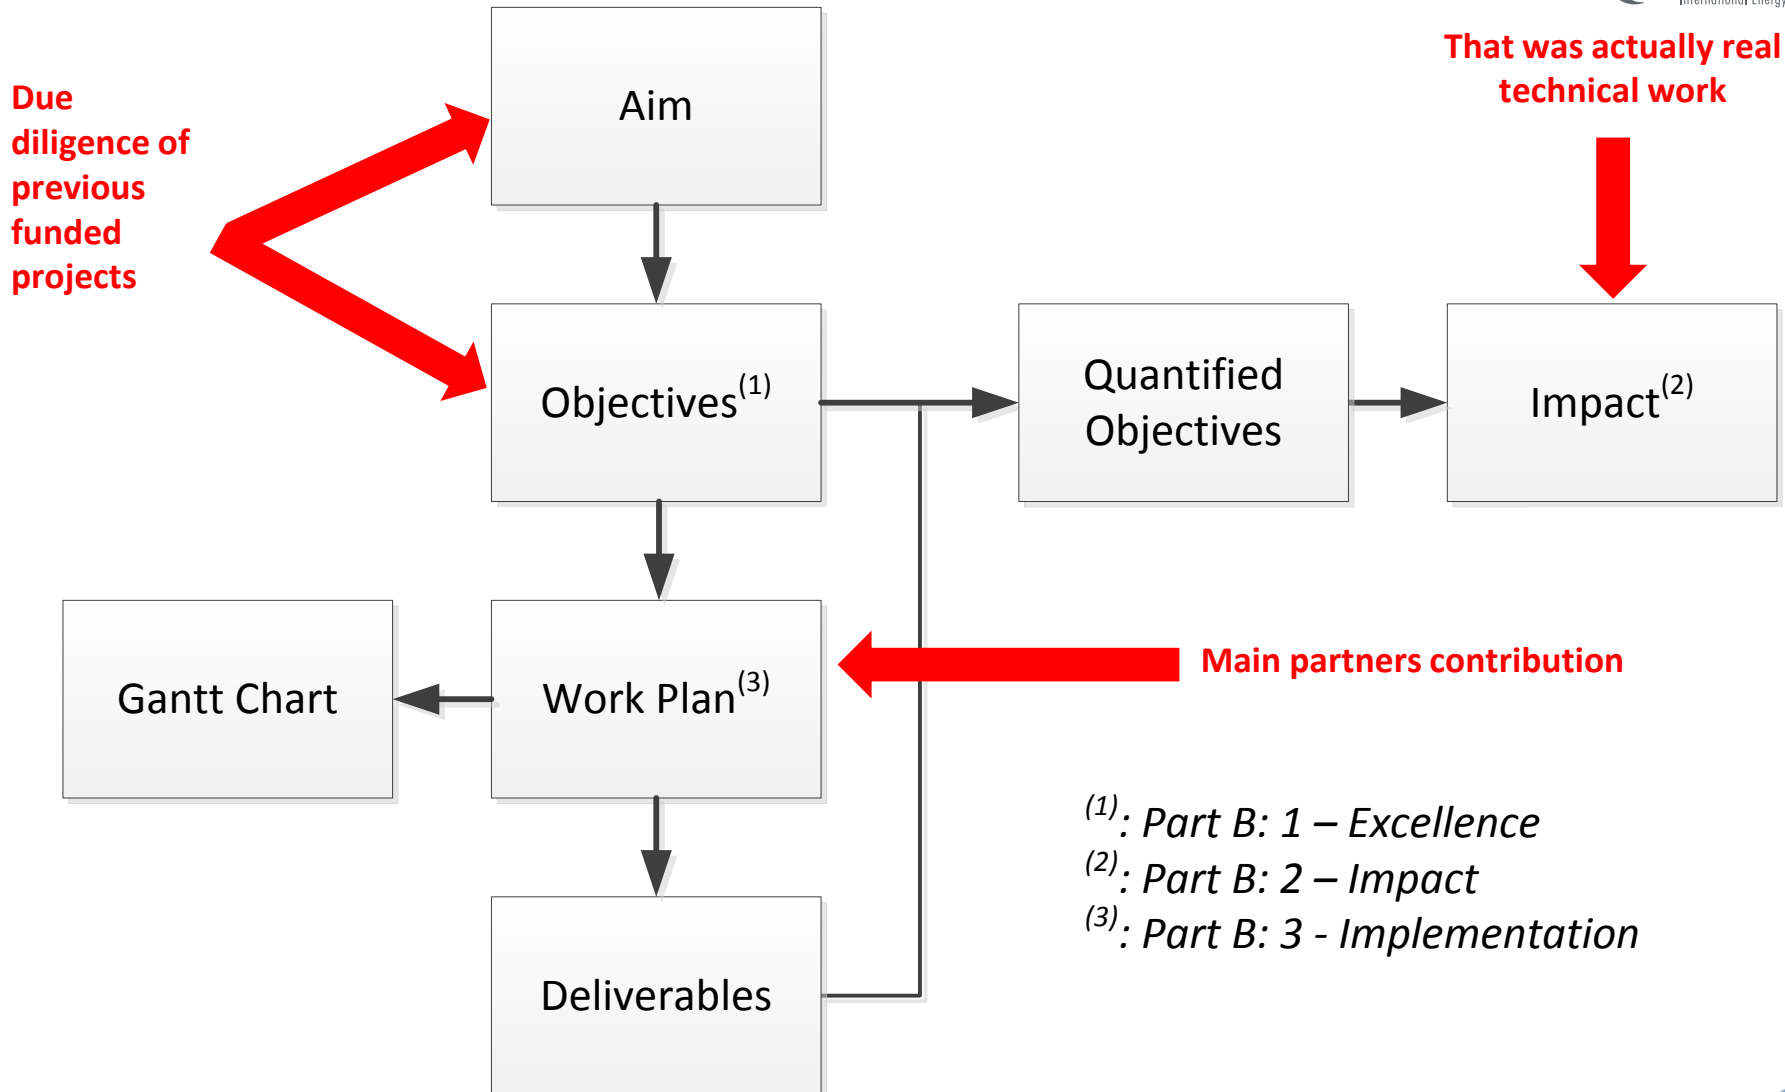 International Energy
That was actually real
technical work
Due
diligence of
previous
funded
projects
Aim
Objectives(1)
Quantified
Objectives
Impact(2)
Gantt Chart
Work Plan(3)
Main partners contribution
Deliverables
(1): Part B: 1 – Excellence
(2): Part B: 2 – Impact
(3): Part B: 3 - Implementation